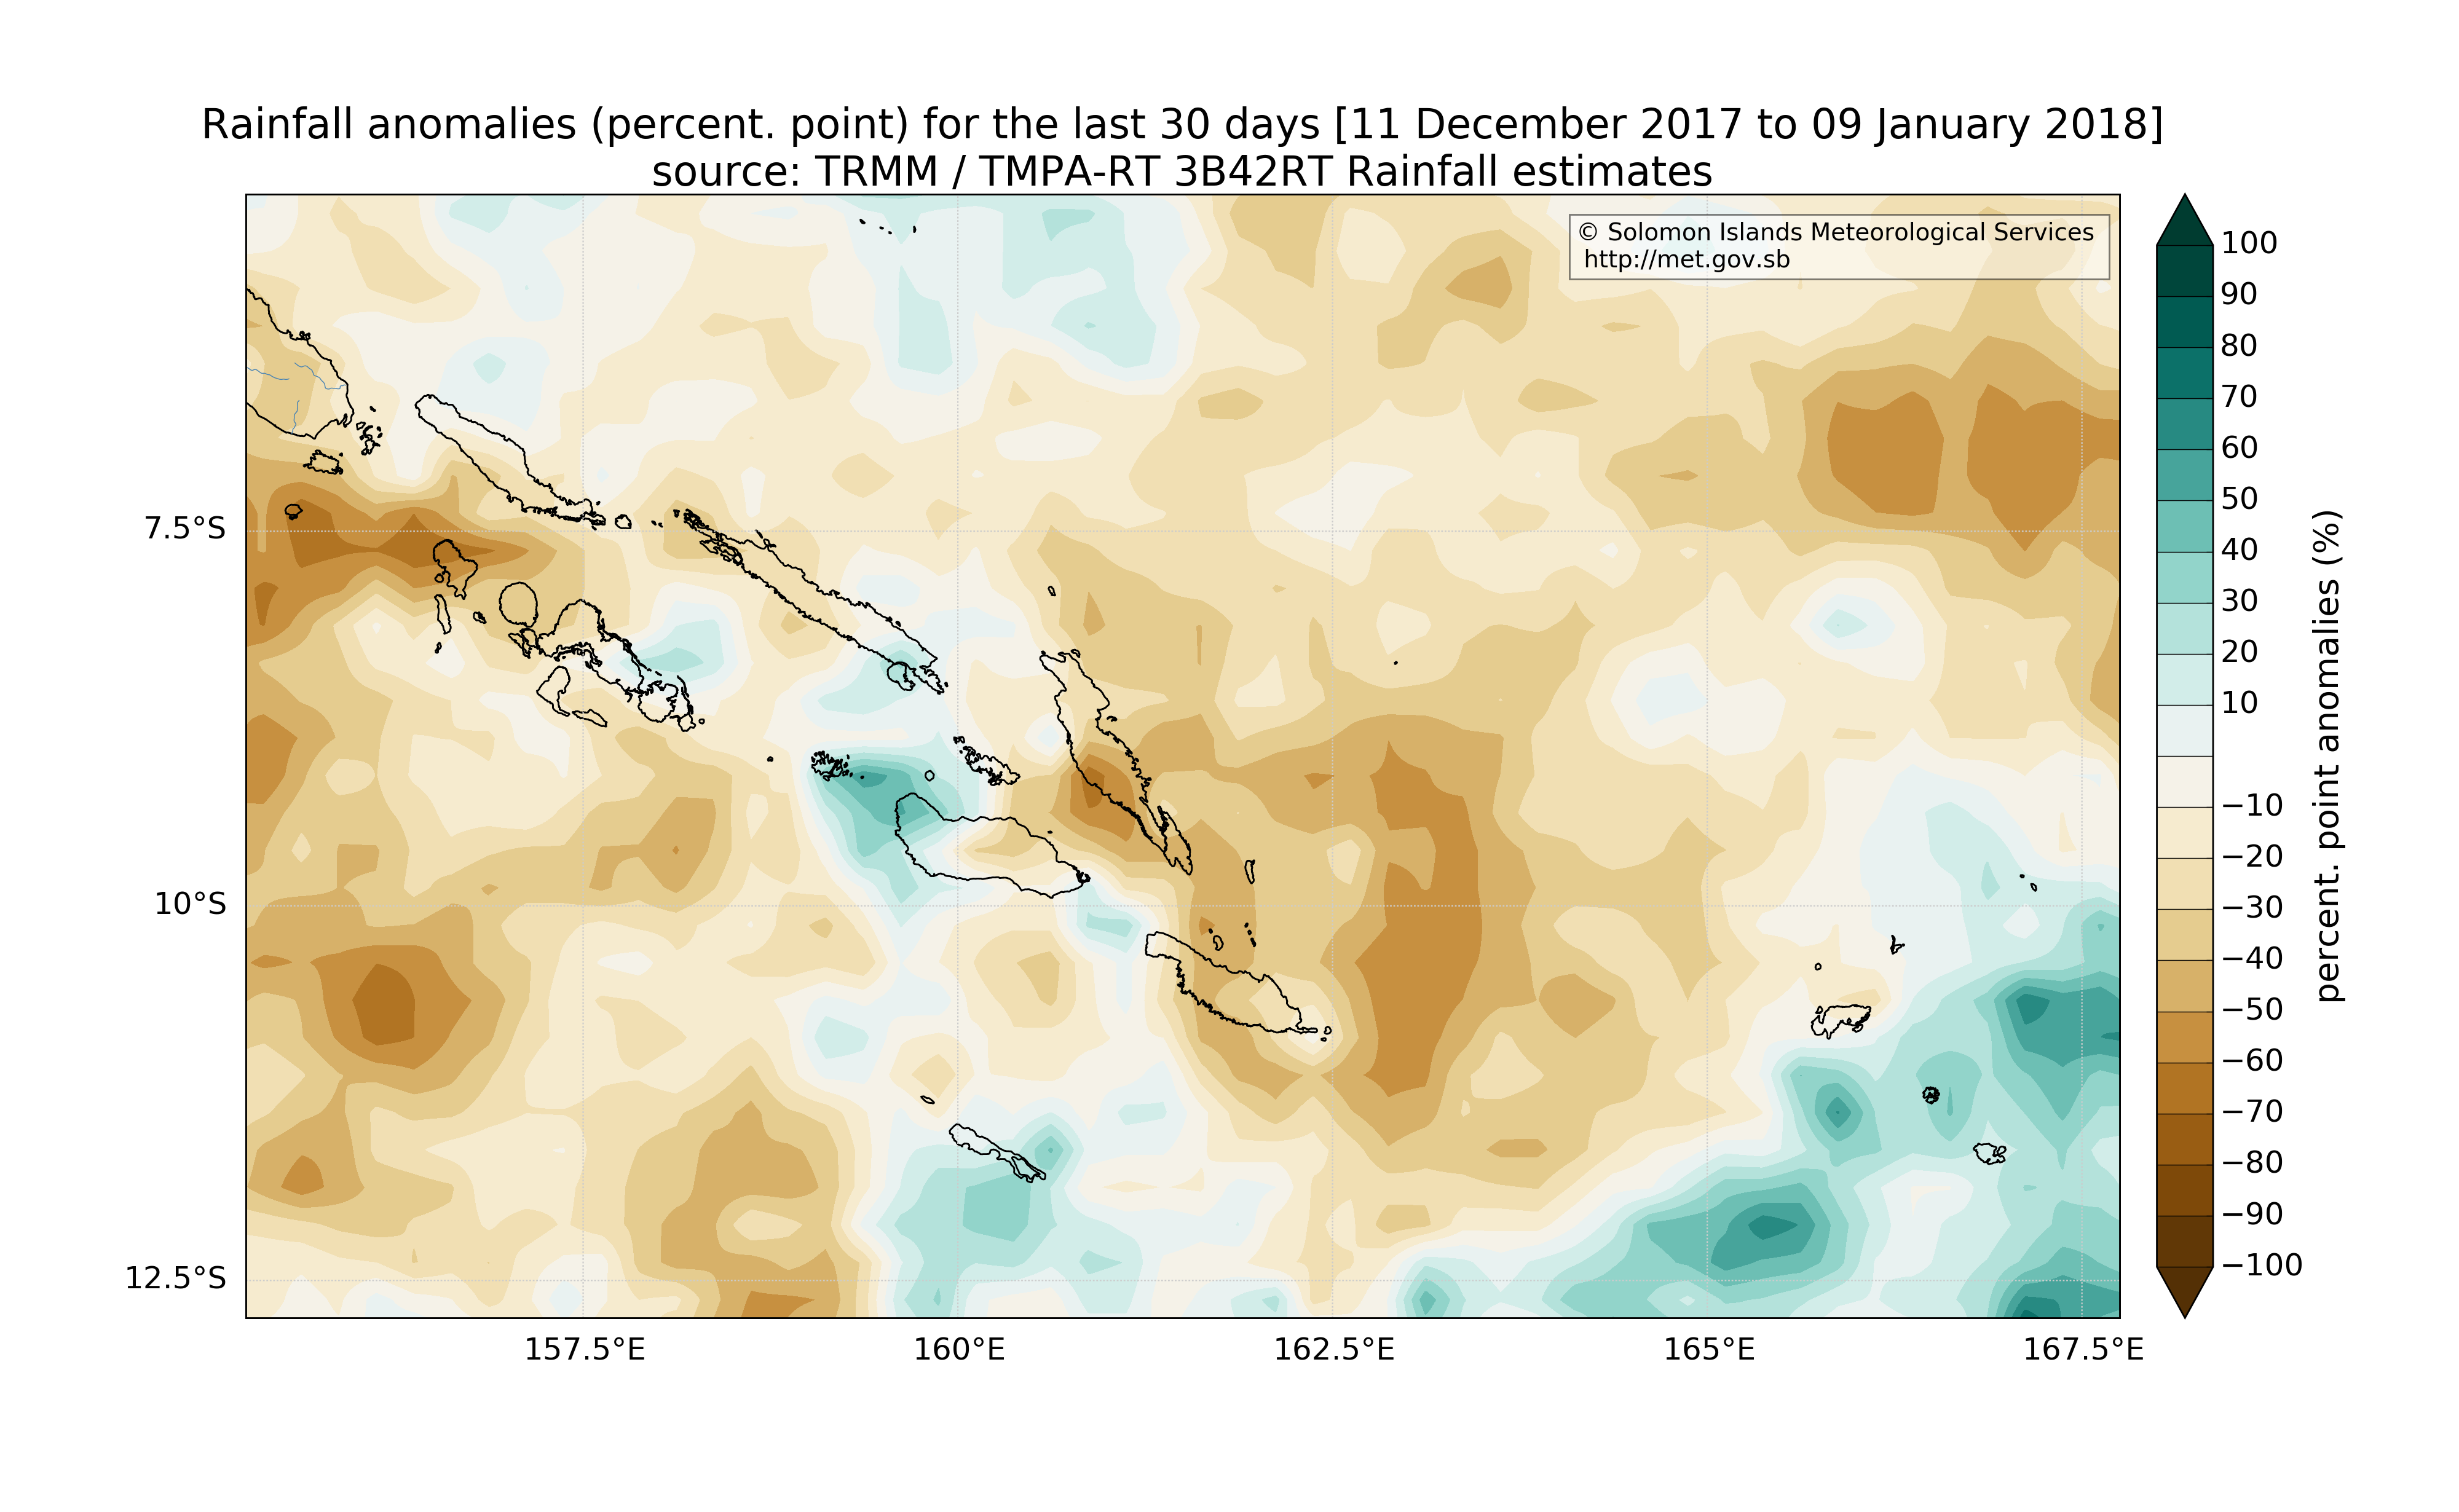 Rainfall anomalies (percent. point) for the last 30 days [11 December 2017 to 09 January 2018]
source: TRMM / TMPA-RT 3B42RT Rainfall estimates
© Solomon Islands Meteorological Services
http://met.gov.sb
7.5°S
10°S
12.5°S
157.5°E
160°E
162.5°E
165°E
167.5°E
100
90
80
70
60
50
40
30
20
10
−10
−20
−30
−40
−50
−60
−70
−80
−90
−100
percent. point anomalies (%)